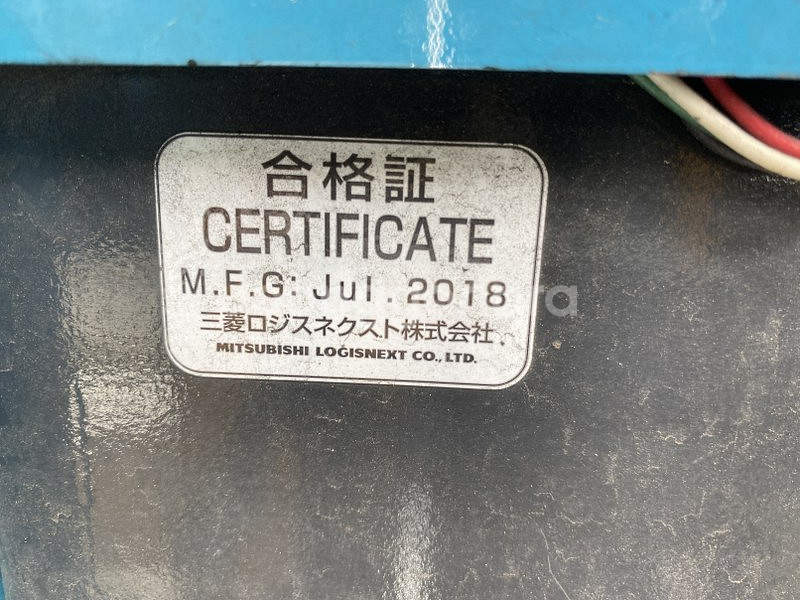 合格証
CERTIFICATE
M.F.G: Jul. 2018
三菱ロジスネクスト株式会社
MITSUBISHI LOGISNEXT CO., LTD.